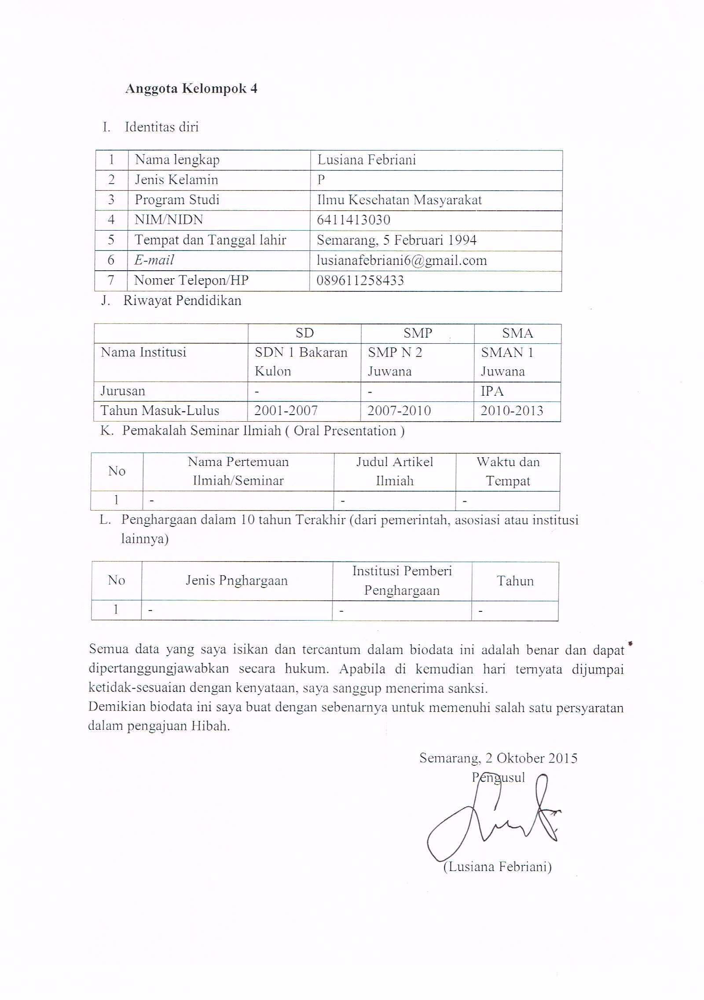 Anggota Kelompok 4
I. Identitas diri
1 Nama lengkap Lusiana Febriani
2 Jenis Kelamin P
3 Program Studi Ilmu Kesehatan Masyarakat
4 NIM/NIDN 6411413030
5 Tempat dan Tanggal lahir Semarang, 5 Februari 1994
6 E-mail lusianafebriani6@gmail.com
7 Nomer Telepon/HP 089611258433
J. Riwayat Pendidikan
SD SMP SMA
Nama Institusi SDN 1 Bakaran SMP N 2 SMAN 1
Kulon Juwana Juwana
Jurusan - - IPA
Tahun Masuk-Lulus 2001-2007 2007-2010 2010-2013
K. Pemakalah Seminar Ilmiah ( Oral Presentation )
No Nama Pertemuan Judul Artikel Waktu dan
Ilmiah/Seminar Ilmiah Tempat
1 - - -
L. Penghargaan dalam 10 tahun Terakhir (dari pemerintah, asosiasi atau institusi
lainnya)
No Jenis Pnghargaan Institusi Pemberi Tahun
Penghargaan
1 - - -
Semua data yang saya isikan dan tercantum dalam biodata ini adalah benar dan dapat
dipertanggungjawabkan secara hukum. Apabila di kemudian hari ternyata dijumpai
ketidak-sesuaian dengan kenyataan, saya sanggup menerima sanksi.
Demikian biodata ini saya buat dengan sebenarnya untuk memenuhi salah satu persyaratan
dalam pengajuan Hibah.
Semarang, 2 Oktober 2015
Pengusul
(Lusiana Febriani)